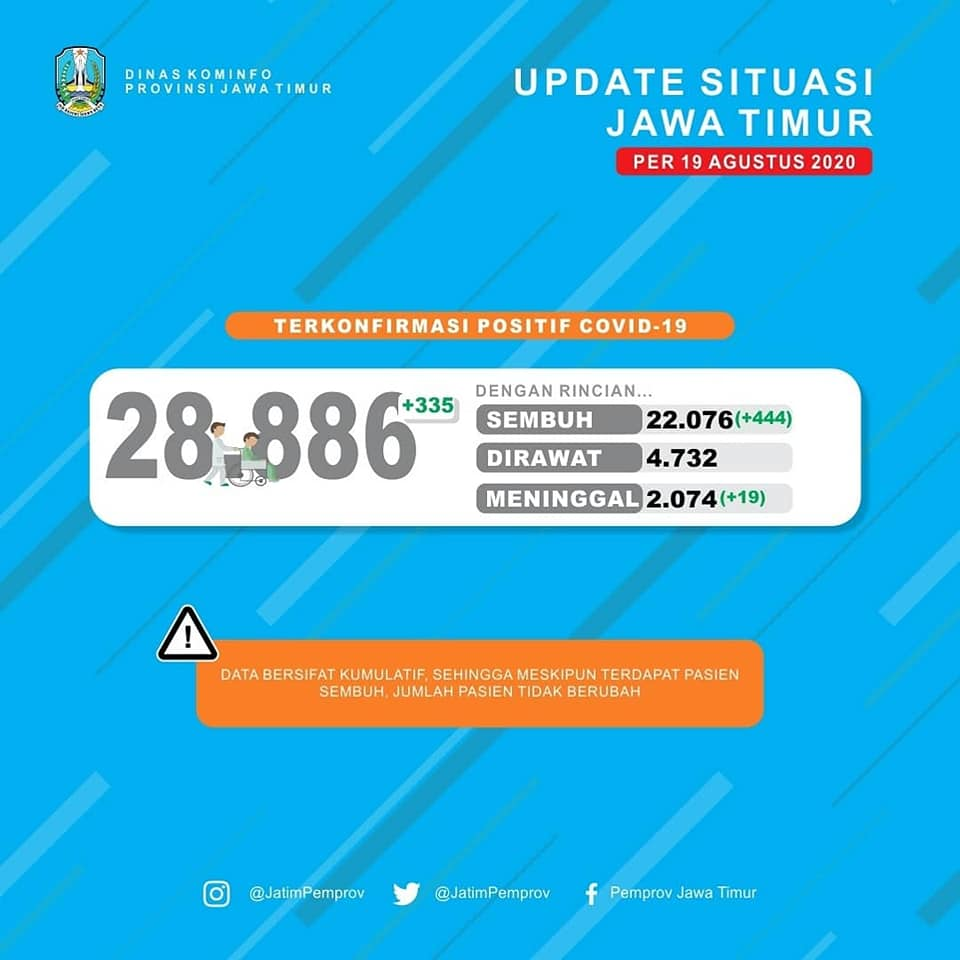 DINAS KOMINFO
PROVINSI JAWA TIMUR
UPDATE SITUASI
JAWA TIMUR
PER 19 AGUSTUS 2020
TERKONFIRMASI POSITIF COVID-19
28.886 +335
DENGAN RINCIAN...
SEMBUH 22.076 (+444)
DIRAWAT 4.732
MENINGGAL 2.074 (+19)
!
DATA BERSIFAT KUMULATIF, SEHINGGA MESKIPUN TERDAPAT PASIEN
SEMBUH, JUMLAH PASIEN TIDAK BERUBAH
@JatimPemprov @JatimPemprov Pemprov Jawa Timur